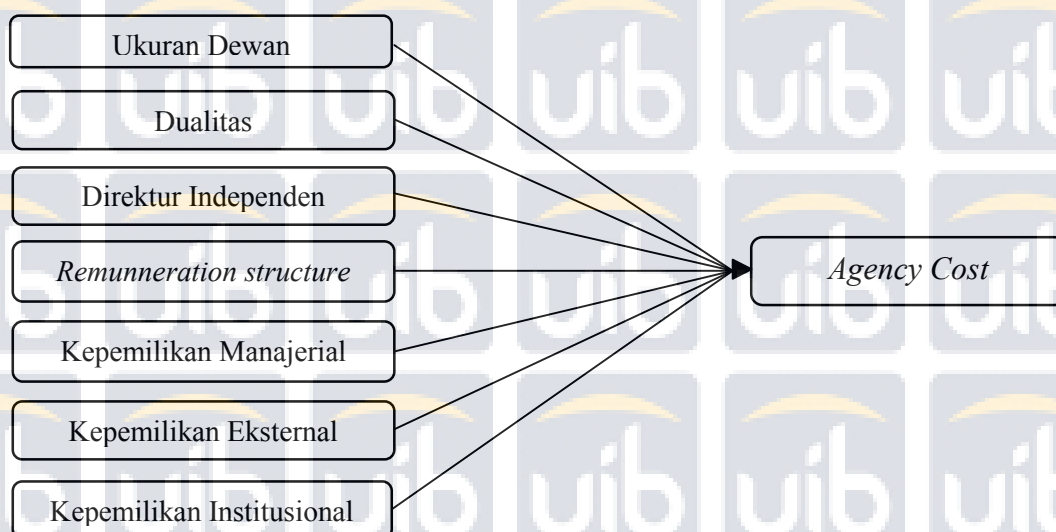 Ukuran Dewan
Dualitas
Direktur Independen
Remunneration structure
Agency Cost
Kepemilikan Manajerial
Kepemilikan Eksternal
Kepemilikan Institusional